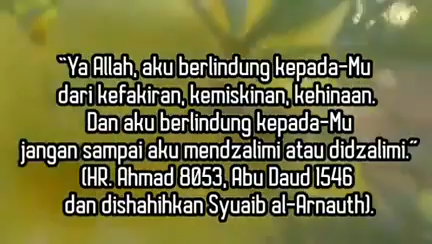 “Ya Allah, aku berlindung kepada-Mu
dari kefakiran, kemiskinan, kehinaan.
Dan aku berlindung kepada-Mu
jangan sampai aku mendzalimi atau didzalimi.”
(HR. Ahmad 8053, Abu Daud 1546
dan dishahihkan Syuaib al-Arnauth).